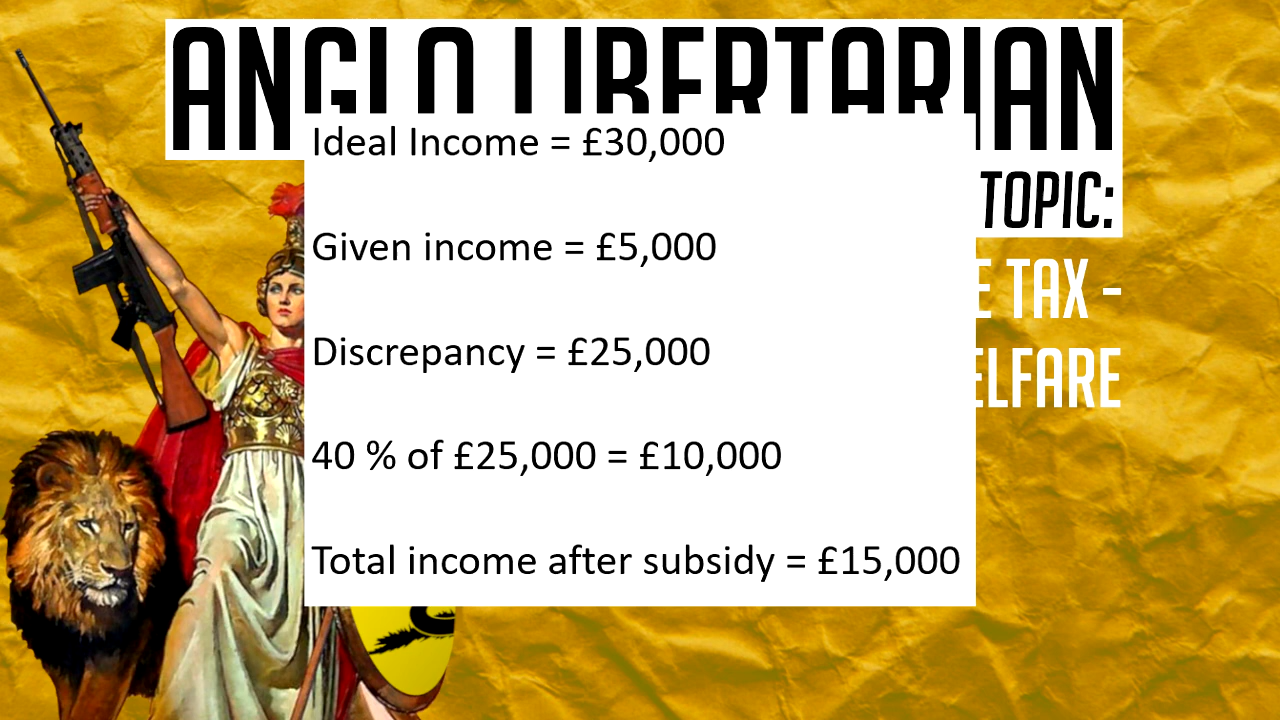 ANGLO LIBERTARIAN
Ideal Income = £30,000
TOPIC:
Given income = £5,000
TAX -
Discrepancy = £25,000
40 % of £25,000 = £10,000
Total income after subsidy = £15,000